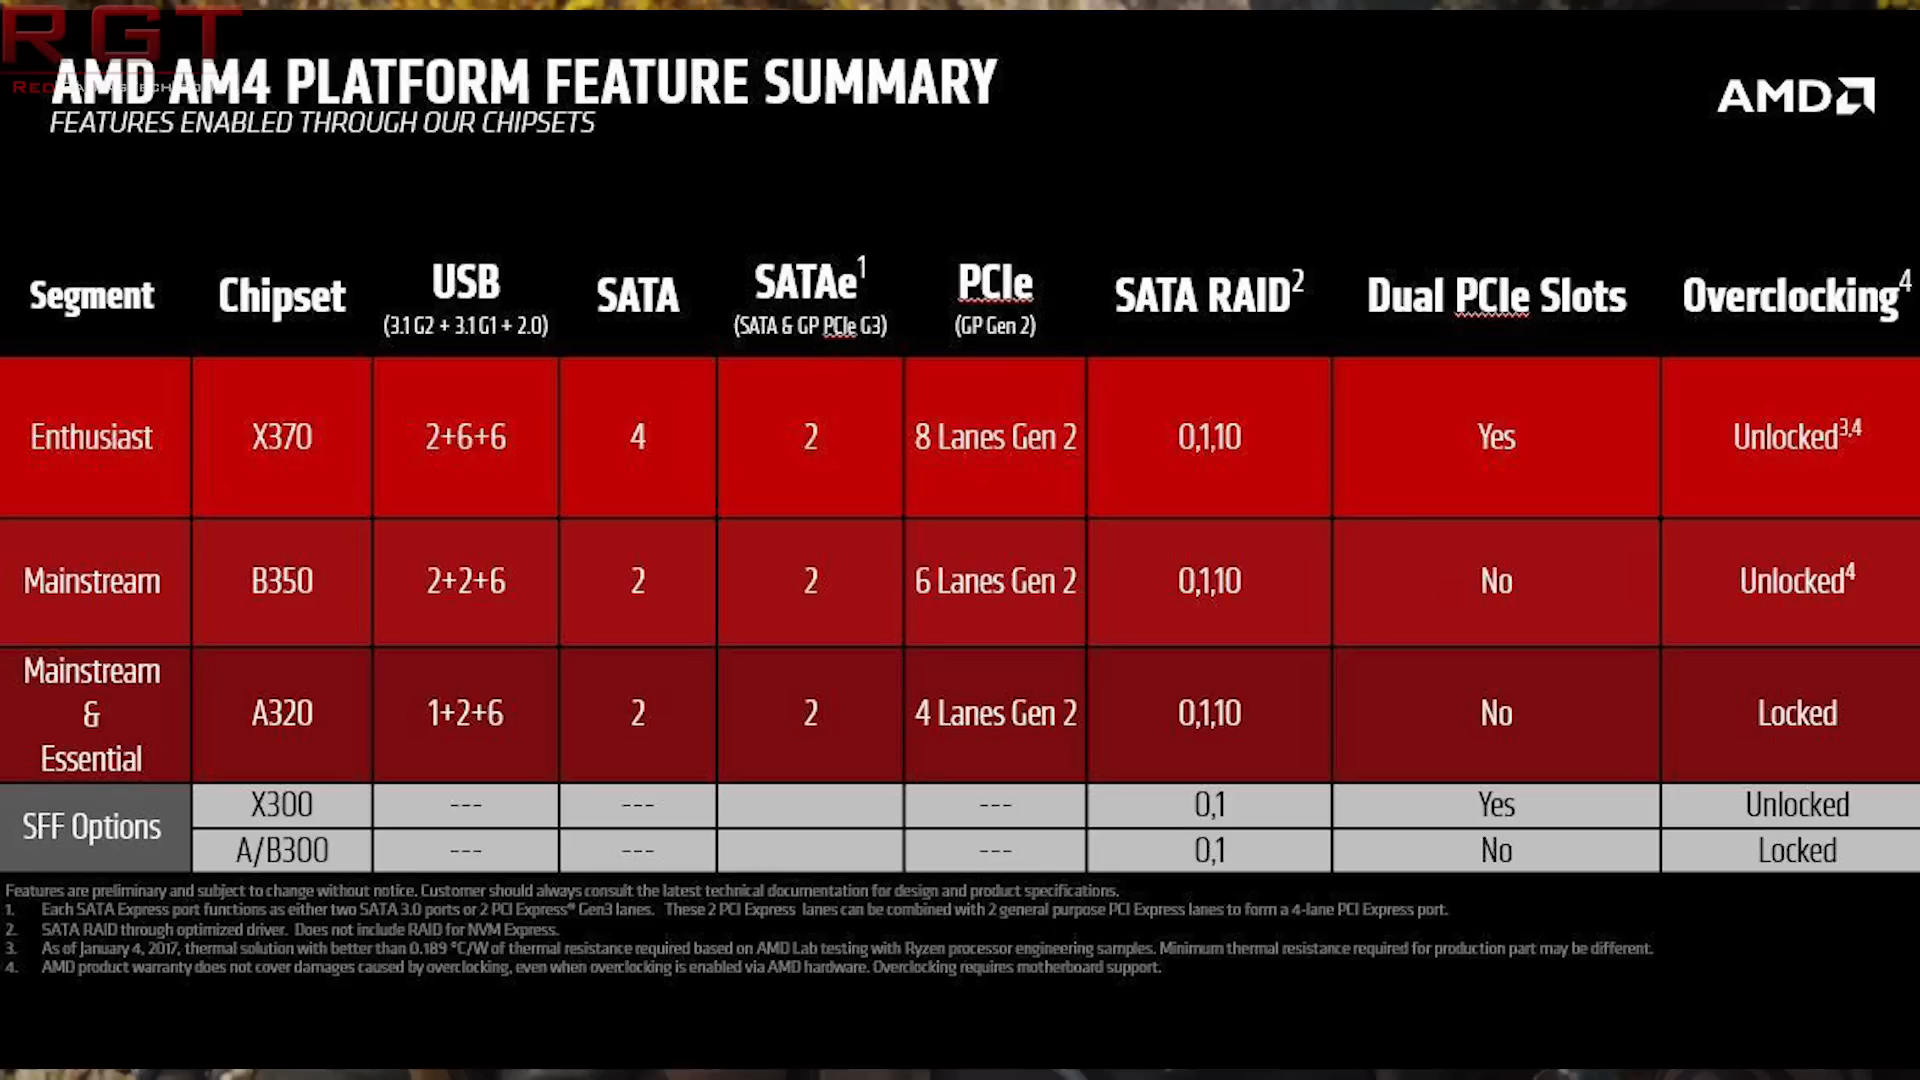 RGT
AMD AM4 PLATFORM FEATURE SUMMARY
FEATURES ENABLED THROUGH OUR CHIPSETS
AMD
Segment Chipset USB SATA SATAe1 PCIe SATA RAID2 Dual PCIe Slots Overclocking4
(3.1 G2 + 3.1 G1 + 2.0) (SATA & GP PCIe G3) (GP Gen 2)
Enthusiast X370 2+6+6 4 2 8 Lanes Gen 2 0,1,10 Yes Unlocked3,4
Mainstream B350 2+2+6 2 2 6 Lanes Gen 2 0,1,10 No Unlocked4
Mainstream
& A320 1+2+6 2 2 4 Lanes Gen 2 0,1,10 No Locked
Essential
SFF Options
X300 --- --- --- 0,1 Yes Unlocked
A/B300 --- --- --- 0,1 No Locked
Features are preliminary and subject to change without notice. Customer should always consult the latest technical documentation for design and product specifications.
1. Each SATA Express port functions as either two SATA 3.0 ports or 2 PCI Express® Gen3 lanes. These 2 PCI Express lanes can be combined with 2 general purpose PCI Express lanes to form a 4-lane PCI Express port.
2. SATA RAID through optimized driver. Does not include RAID for NVM Express.
3. As of January 4, 2017, thermal solution with better than 0.189 °C/W of thermal resistance required based on AMD Lab testing with Ryzen processor engineering samples. Minimum thermal resistance required for production part may be different.
4. AMD product warranty does not cover damages caused by overclocking, even when overclocking is enabled via AMD hardware. Overclocking requires motherboard support.